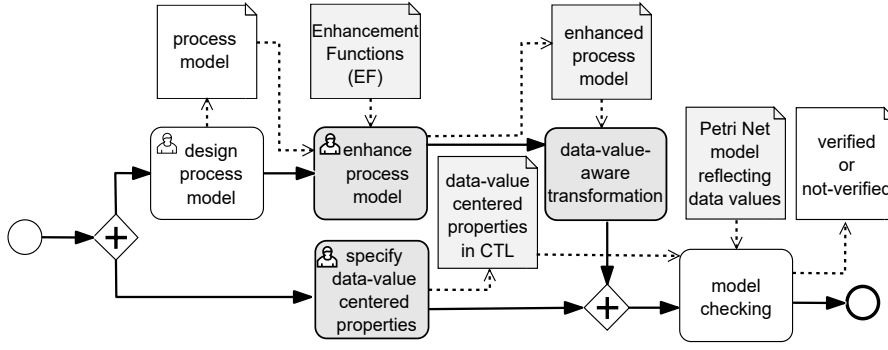 process
model
Enhancement
Functions
(EF)
enhanced
process
model
design
process
model
enhance
process
model
data-value-
aware
transformation
data-value
centered
properties
in CTL
Petri Net
model
reflecting
data values
verified
or
not-verified
specify
data-value
centered
properties
model
checking